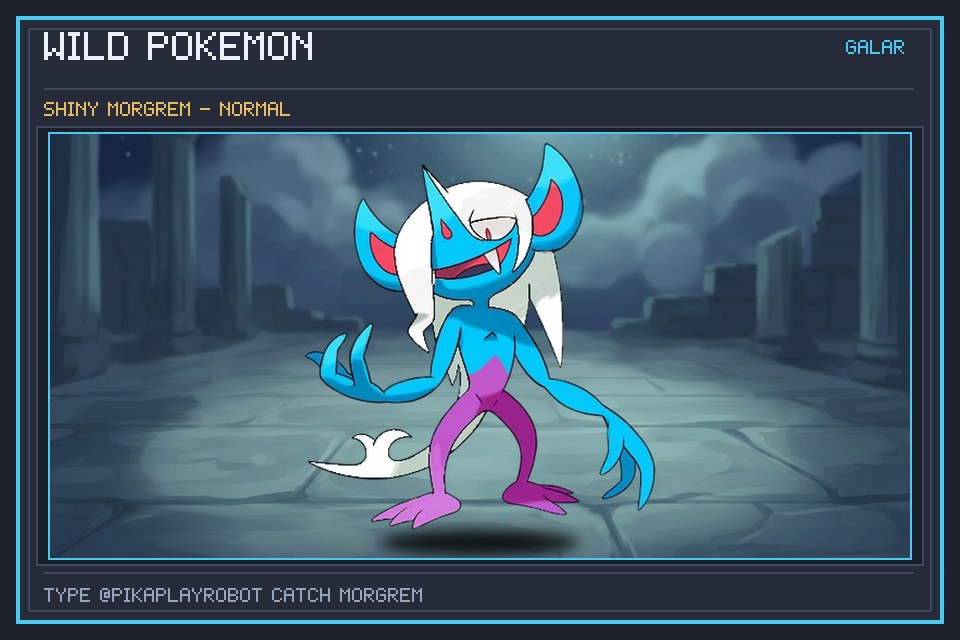 WILD POKEMON
GALAR
SHINY MORGREM – NORMAL
TYPE @PIKAPLAYROBOT CATCH MORGREM